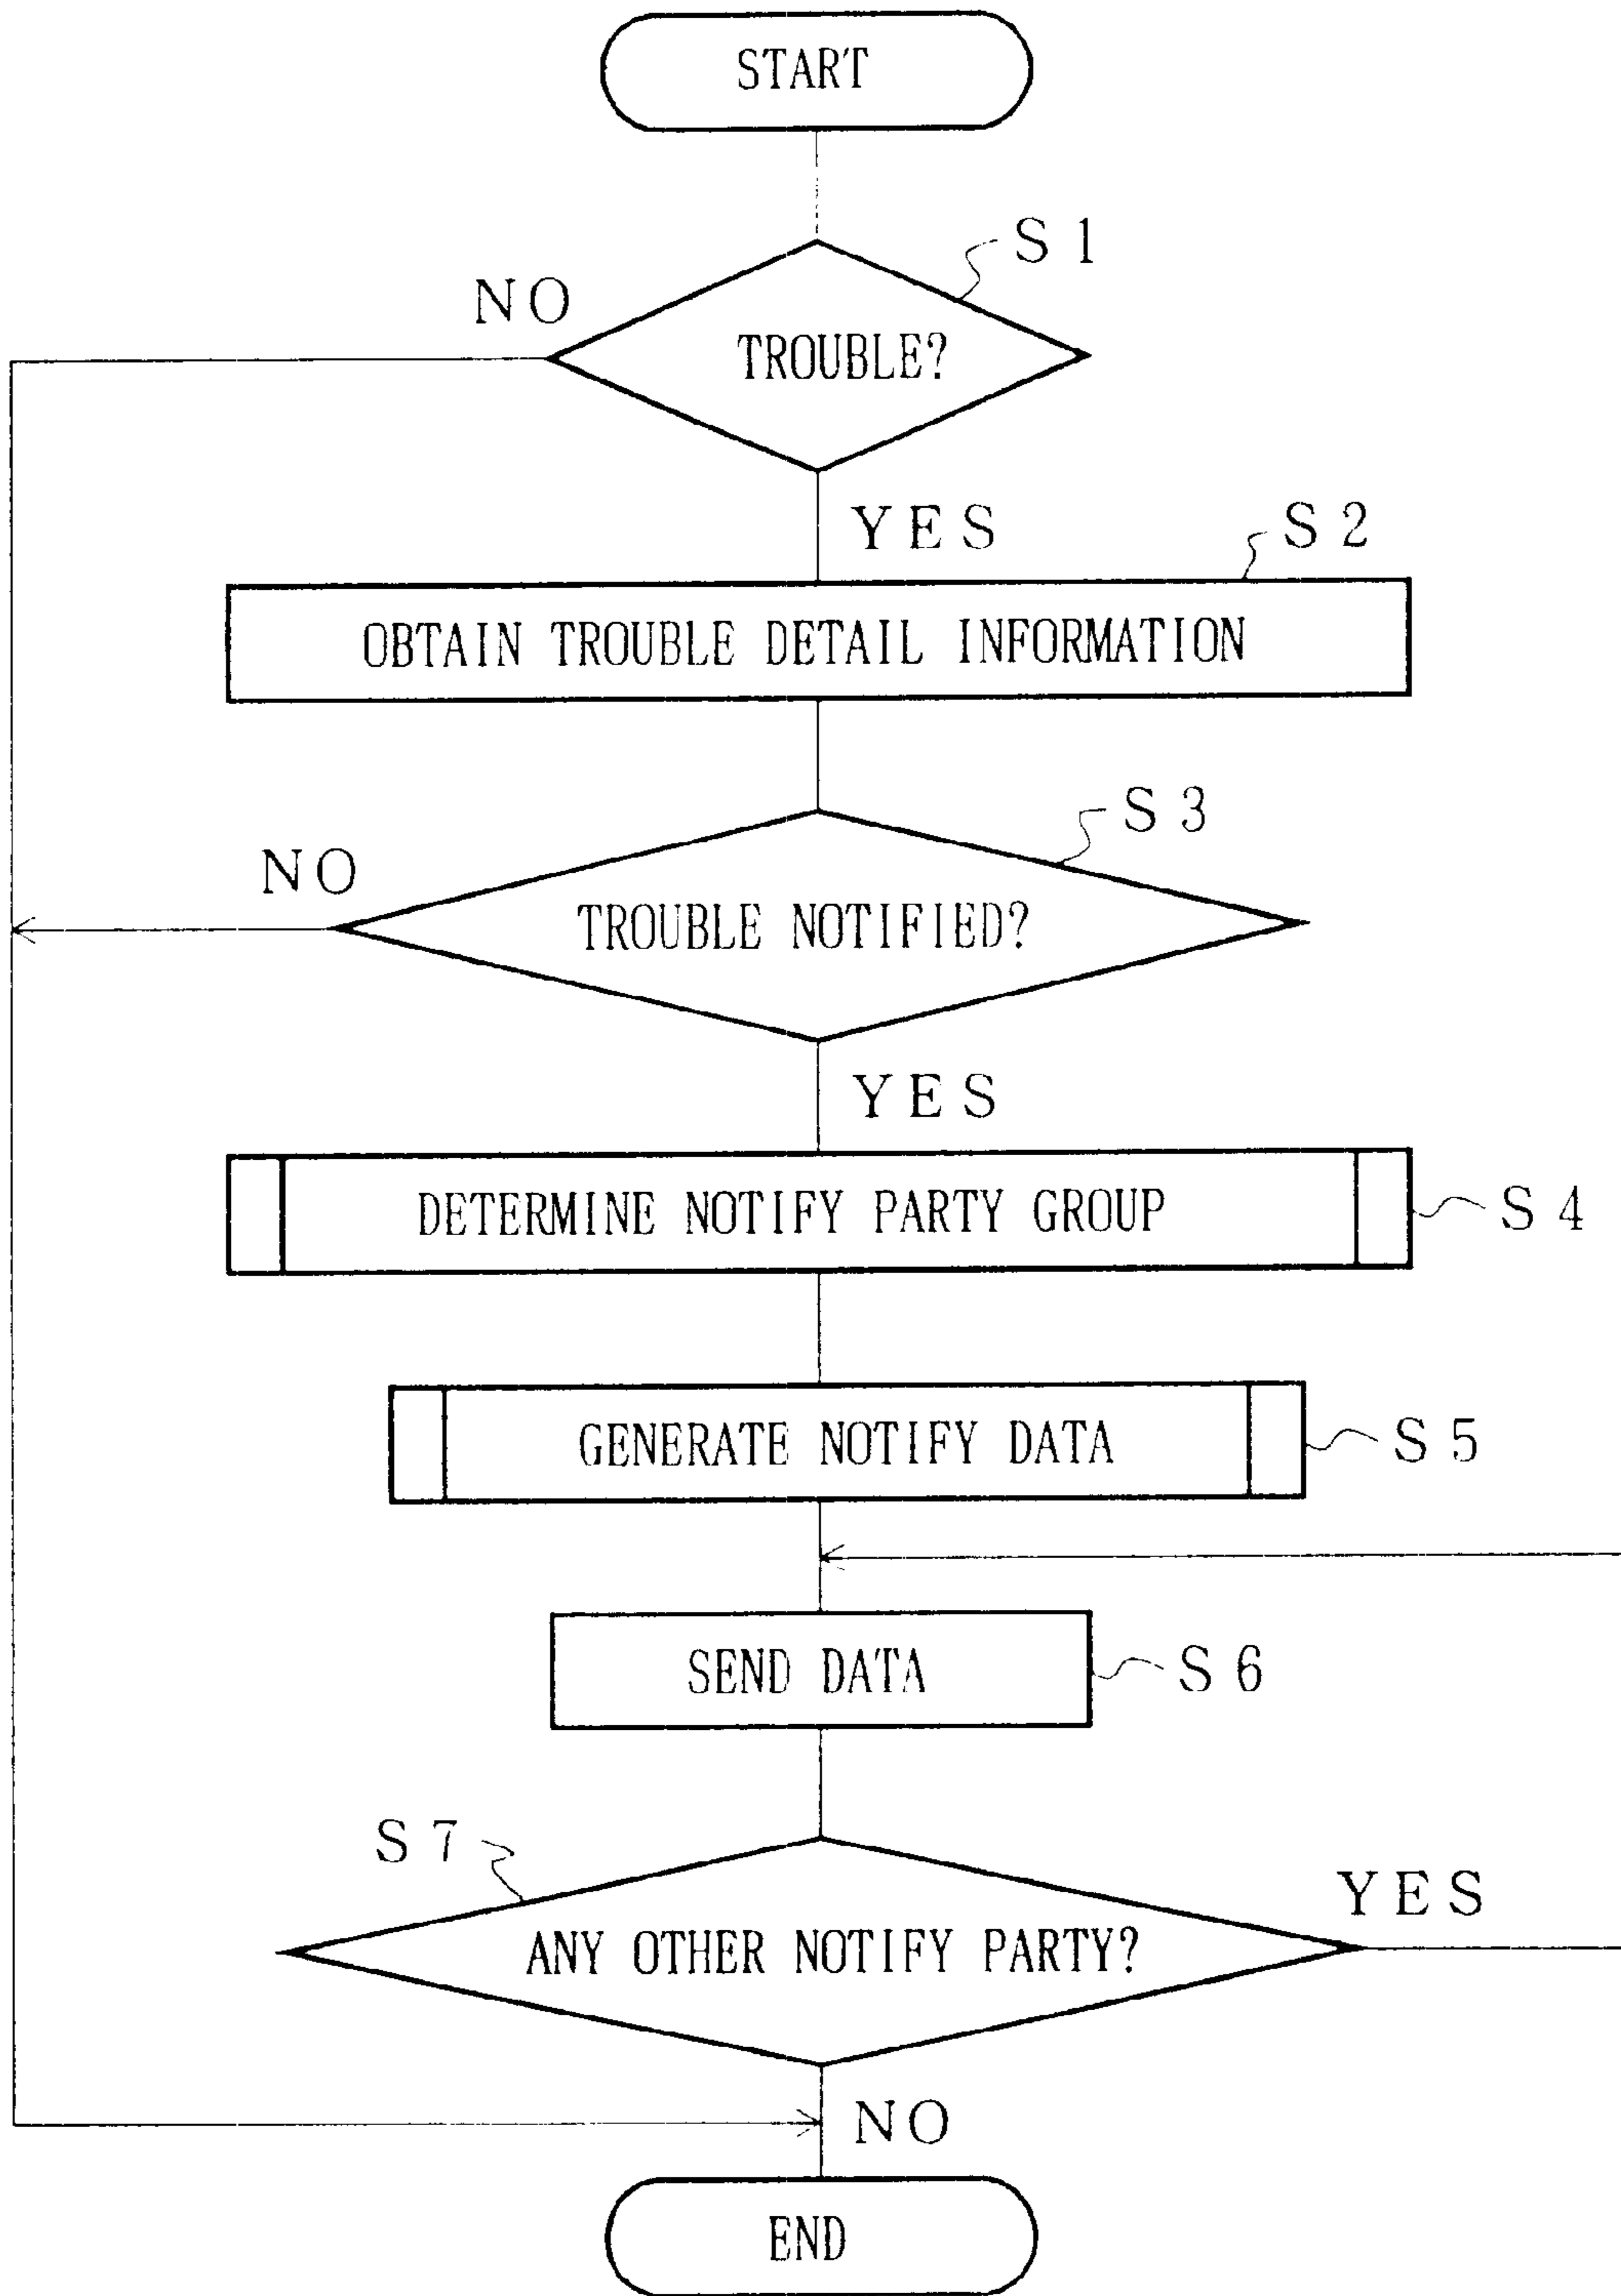 START
S1
NO
TROUBLE?
YES
S2
OBTAIN TROUBLE DETAIL INFORMATION
S3
NO
TROUBLE NOTIFIED?
YES
DETERMINE NOTIFY PARTY GROUP
S4
GENERATE NOTIFY DATA
S5
SEND DATA
S6
S7
YES
ANY OTHER NOTIFY PARTY?
NO
END